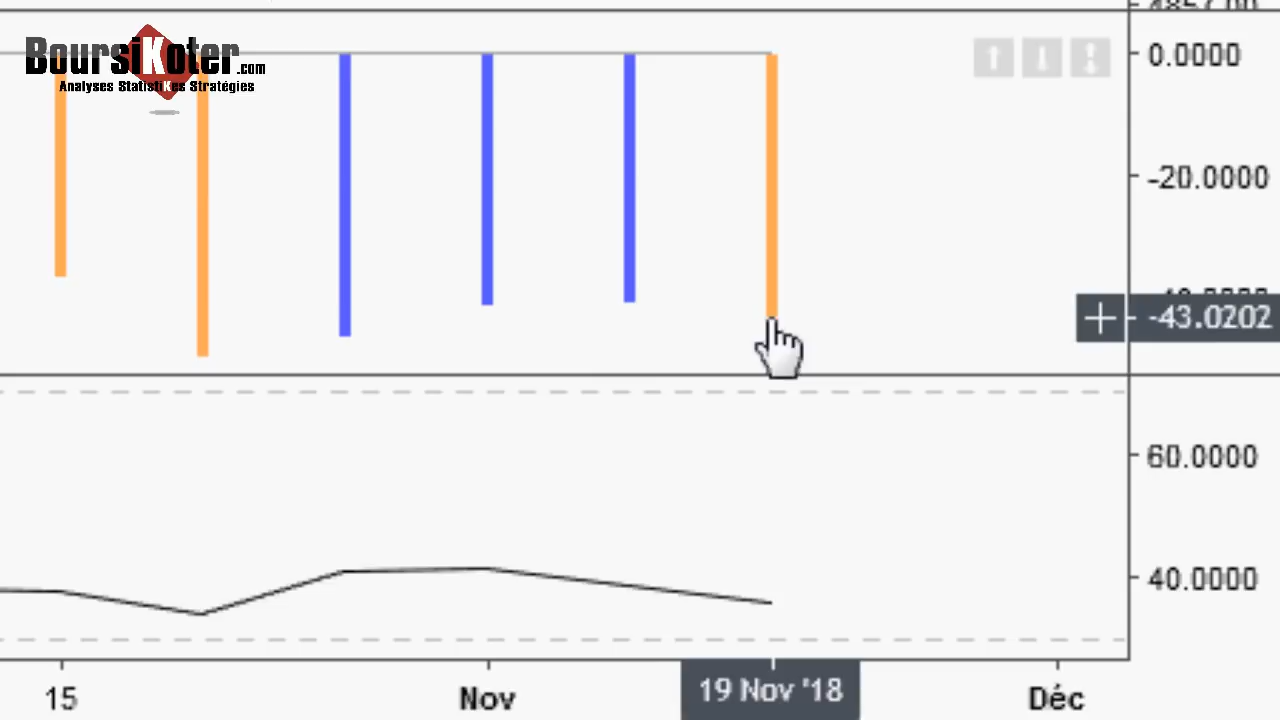 BoursiKoter.com
Analyses StatistiKes Stratégies
0.0000
-20.0000
-43.0202
60.0000
40.0000
15
Nov
19 Nov '18
Déc